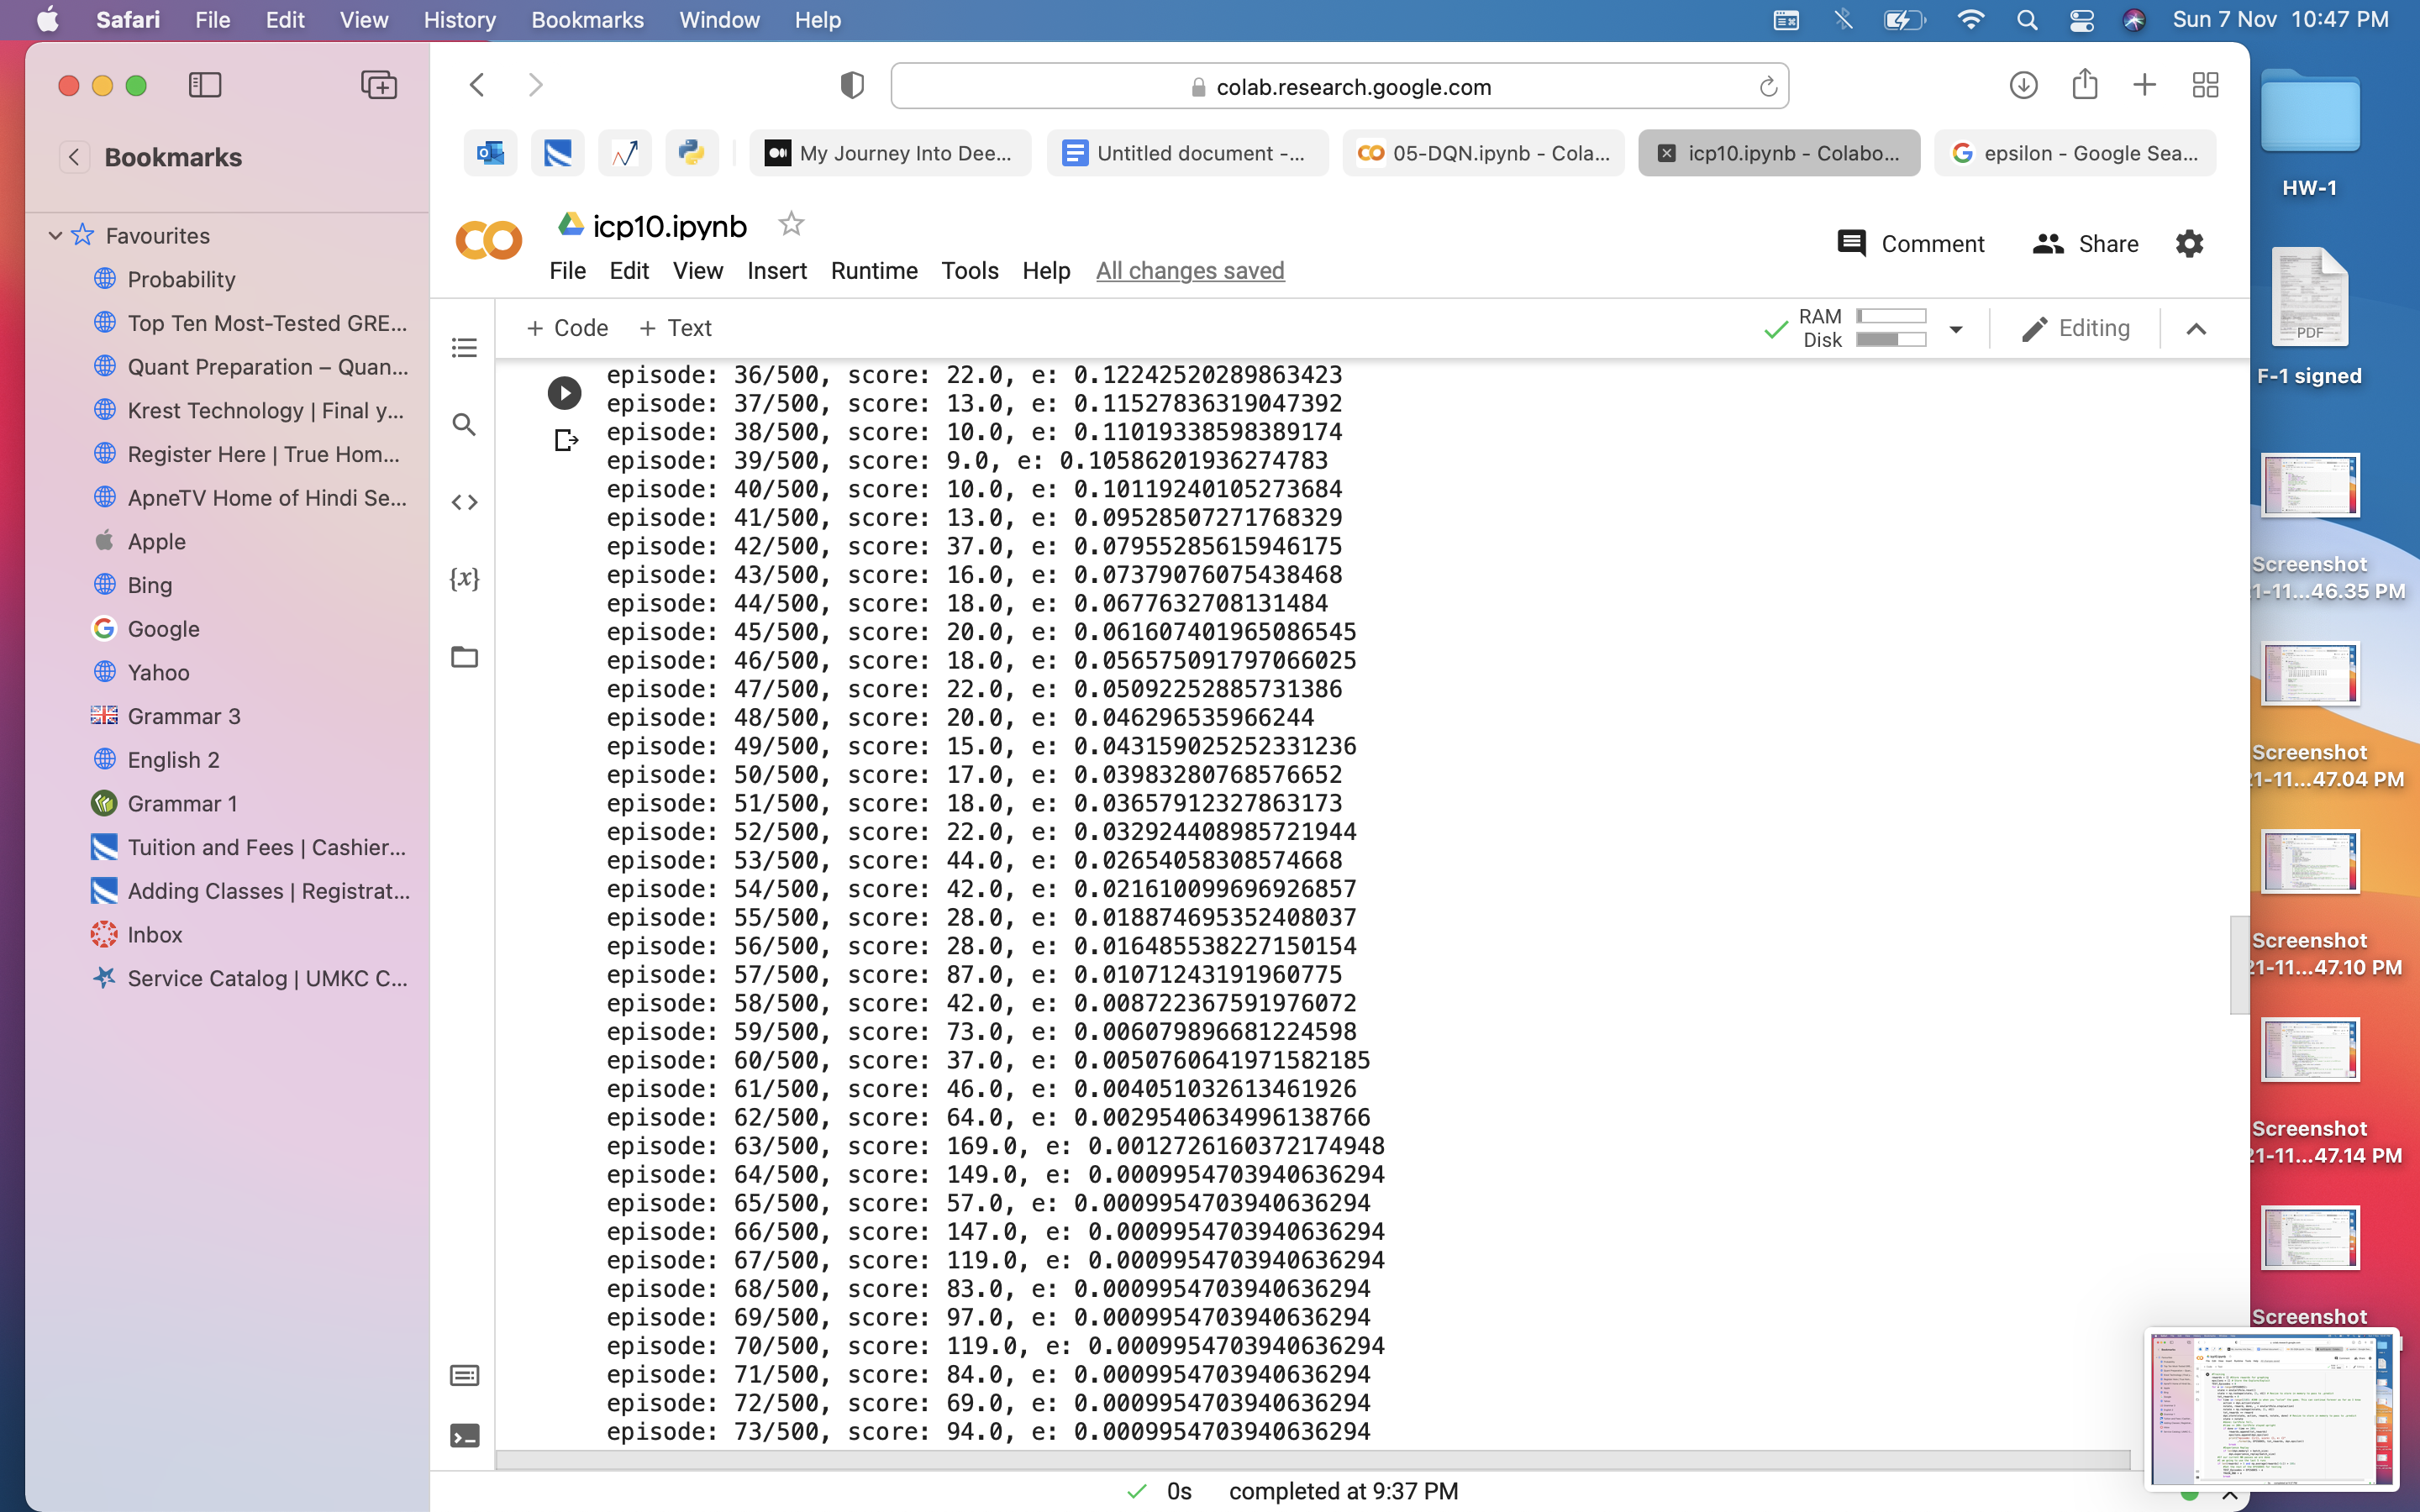 Safari File Edit View History Bookmarks Window Help Sun 7 Nov 10:47 PM
colab.research.google.com
My Journey Into Dee... Untitled document -... 05-DQN.ipynb - Cola... icp10.ipynb - Colabo... epsilon - Google Sea...
Bookmarks
Favourites
Probability
Top Ten Most-Tested GRE...
Quant Preparation – Quan...
Krest Technology | Final y...
Register Here | True Hom...
ApneTV Home of Hindi Se...
Apple
Bing
Google
Yahoo
Grammar 3
English 2
Grammar 1
Tuition and Fees | Cashier...
Adding Classes | Registrat...
Inbox
Service Catalog | UMKC C...
icp10.ipynb
Comment Share
File Edit View Insert Runtime Tools Help All changes saved
+ Code + Text
RAM
Disk
Editing
episode: 36/500, score: 22.0, e: 0.12242520289863423
episode: 37/500, score: 13.0, e: 0.11527836319047392
episode: 38/500, score: 10.0, e: 0.11019338598389174
episode: 39/500, score: 9.0, e: 0.10586201936274783
episode: 40/500, score: 10.0, e: 0.10119240105273684
episode: 41/500, score: 13.0, e: 0.09528507271768329
episode: 42/500, score: 37.0, e: 0.07955285615946175
episode: 43/500, score: 16.0, e: 0.07379076075438468
episode: 44/500, score: 18.0, e: 0.0677632708131484
episode: 45/500, score: 20.0, e: 0.061607401965086545
episode: 46/500, score: 18.0, e: 0.056575091797066025
episode: 47/500, score: 22.0, e: 0.05092252885731386
episode: 48/500, score: 20.0, e: 0.046296535966244
episode: 49/500, score: 15.0, e: 0.043159025252331236
episode: 50/500, score: 17.0, e: 0.03983280768576652
episode: 51/500, score: 18.0, e: 0.03657912327863173
episode: 52/500, score: 22.0, e: 0.032924408985721944
episode: 53/500, score: 44.0, e: 0.02654058308574668
episode: 54/500, score: 42.0, e: 0.021610099696926857
episode: 55/500, score: 28.0, e: 0.018874695352408037
episode: 56/500, score: 28.0, e: 0.016485538227150154
episode: 57/500, score: 87.0, e: 0.01071243191960775
episode: 58/500, score: 42.0, e: 0.008722367591976072
episode: 59/500, score: 73.0, e: 0.006079896681224598
episode: 60/500, score: 37.0, e: 0.0050760641971582185
episode: 61/500, score: 46.0, e: 0.004051032613461926
episode: 62/500, score: 64.0, e: 0.0029540634996138766
episode: 63/500, score: 169.0, e: 0.0012726160372174948
episode: 64/500, score: 149.0, e: 0.0009954703940636294
episode: 65/500, score: 57.0, e: 0.0009954703940636294
episode: 66/500, score: 147.0, e: 0.0009954703940636294
episode: 67/500, score: 119.0, e: 0.0009954703940636294
episode: 68/500, score: 83.0, e: 0.0009954703940636294
episode: 69/500, score: 97.0, e: 0.0009954703940636294
episode: 70/500, score: 119.0, e: 0.0009954703940636294
episode: 71/500, score: 84.0, e: 0.0009954703940636294
episode: 72/500, score: 69.0, e: 0.0009954703940636294
episode: 73/500, score: 94.0, e: 0.0009954703940636294
0s completed at 9:37 PM
HW-1
PDF
F-1 signed
Screenshot
1-11...46.35 PM
Screenshot
21-11...47.04 PM
Screenshot
21-11...47.10 PM
Screenshot
21-11...47.14 PM
Screenshot